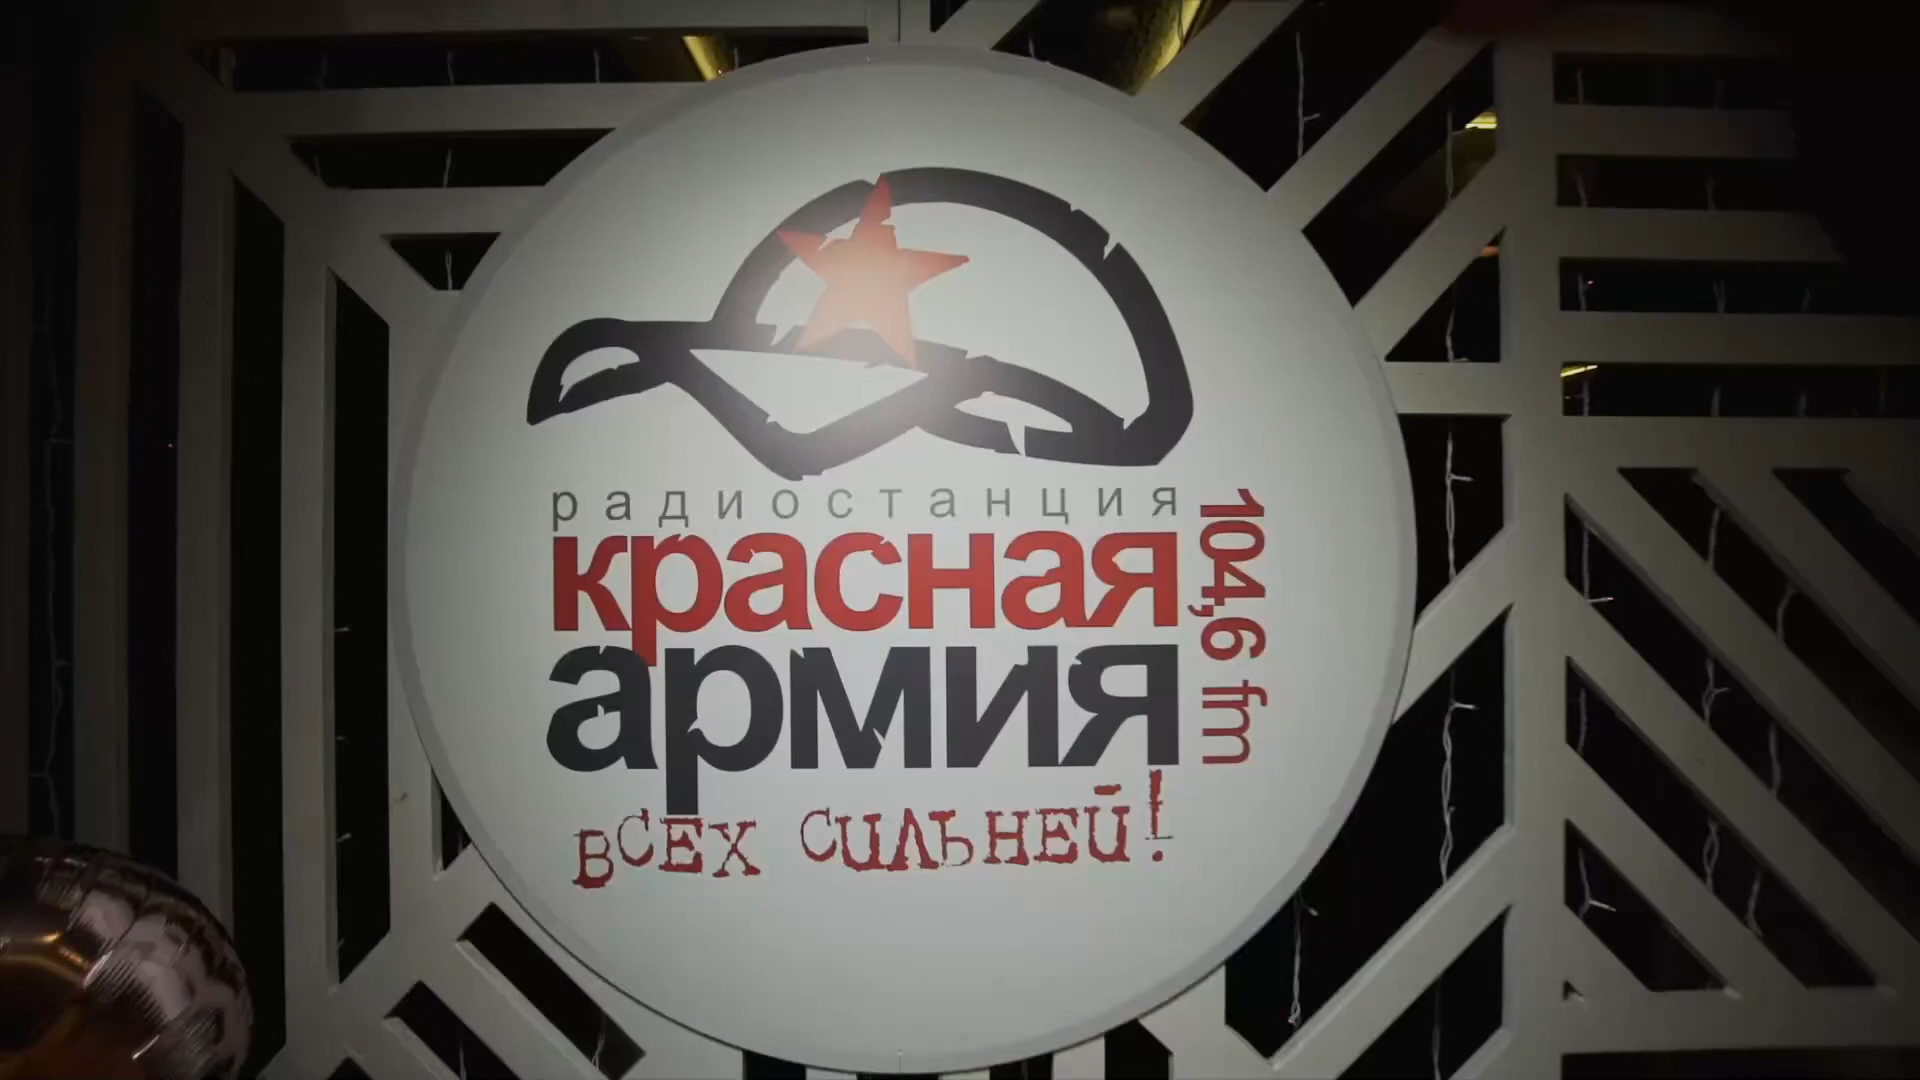 радиостанция
красная
армия
104,6 fm
всех сильней!